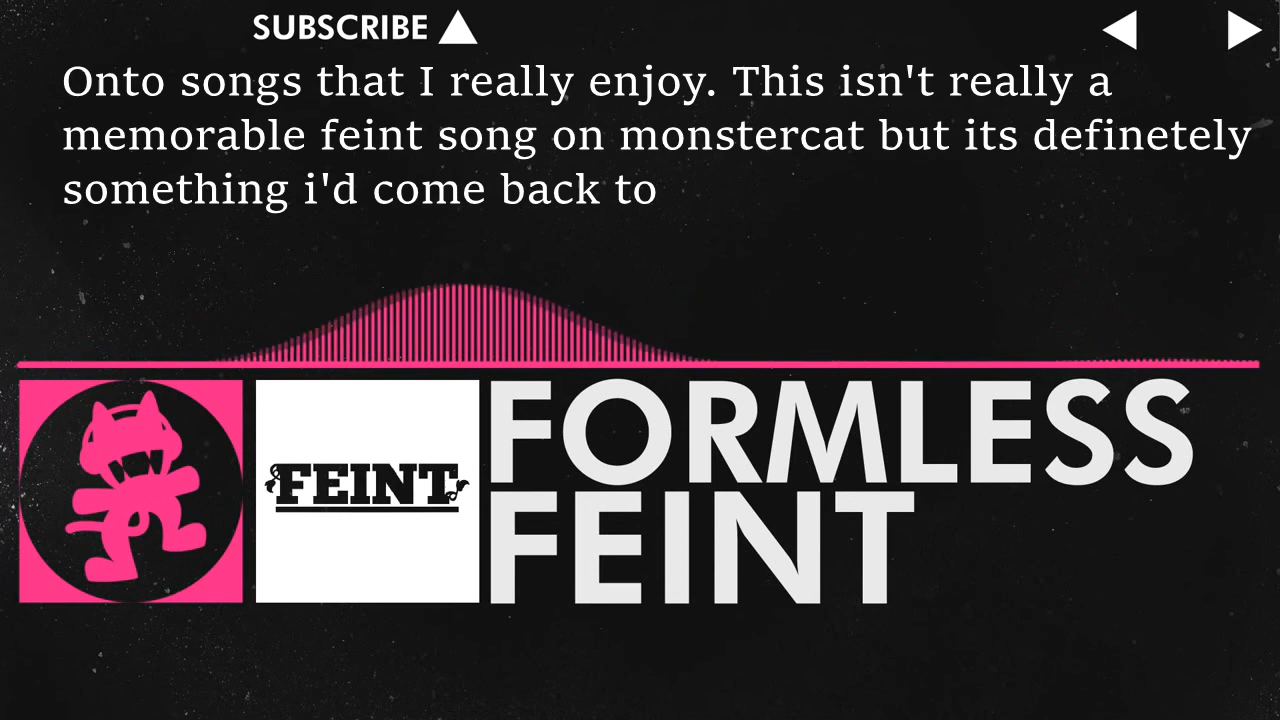 SUBSCRIBE
Onto songs that I really enjoy. This isn't really a
memorable feint song on monstercat but its definetely
something i'd come back to
FEINT
FORMLESS
FEINT